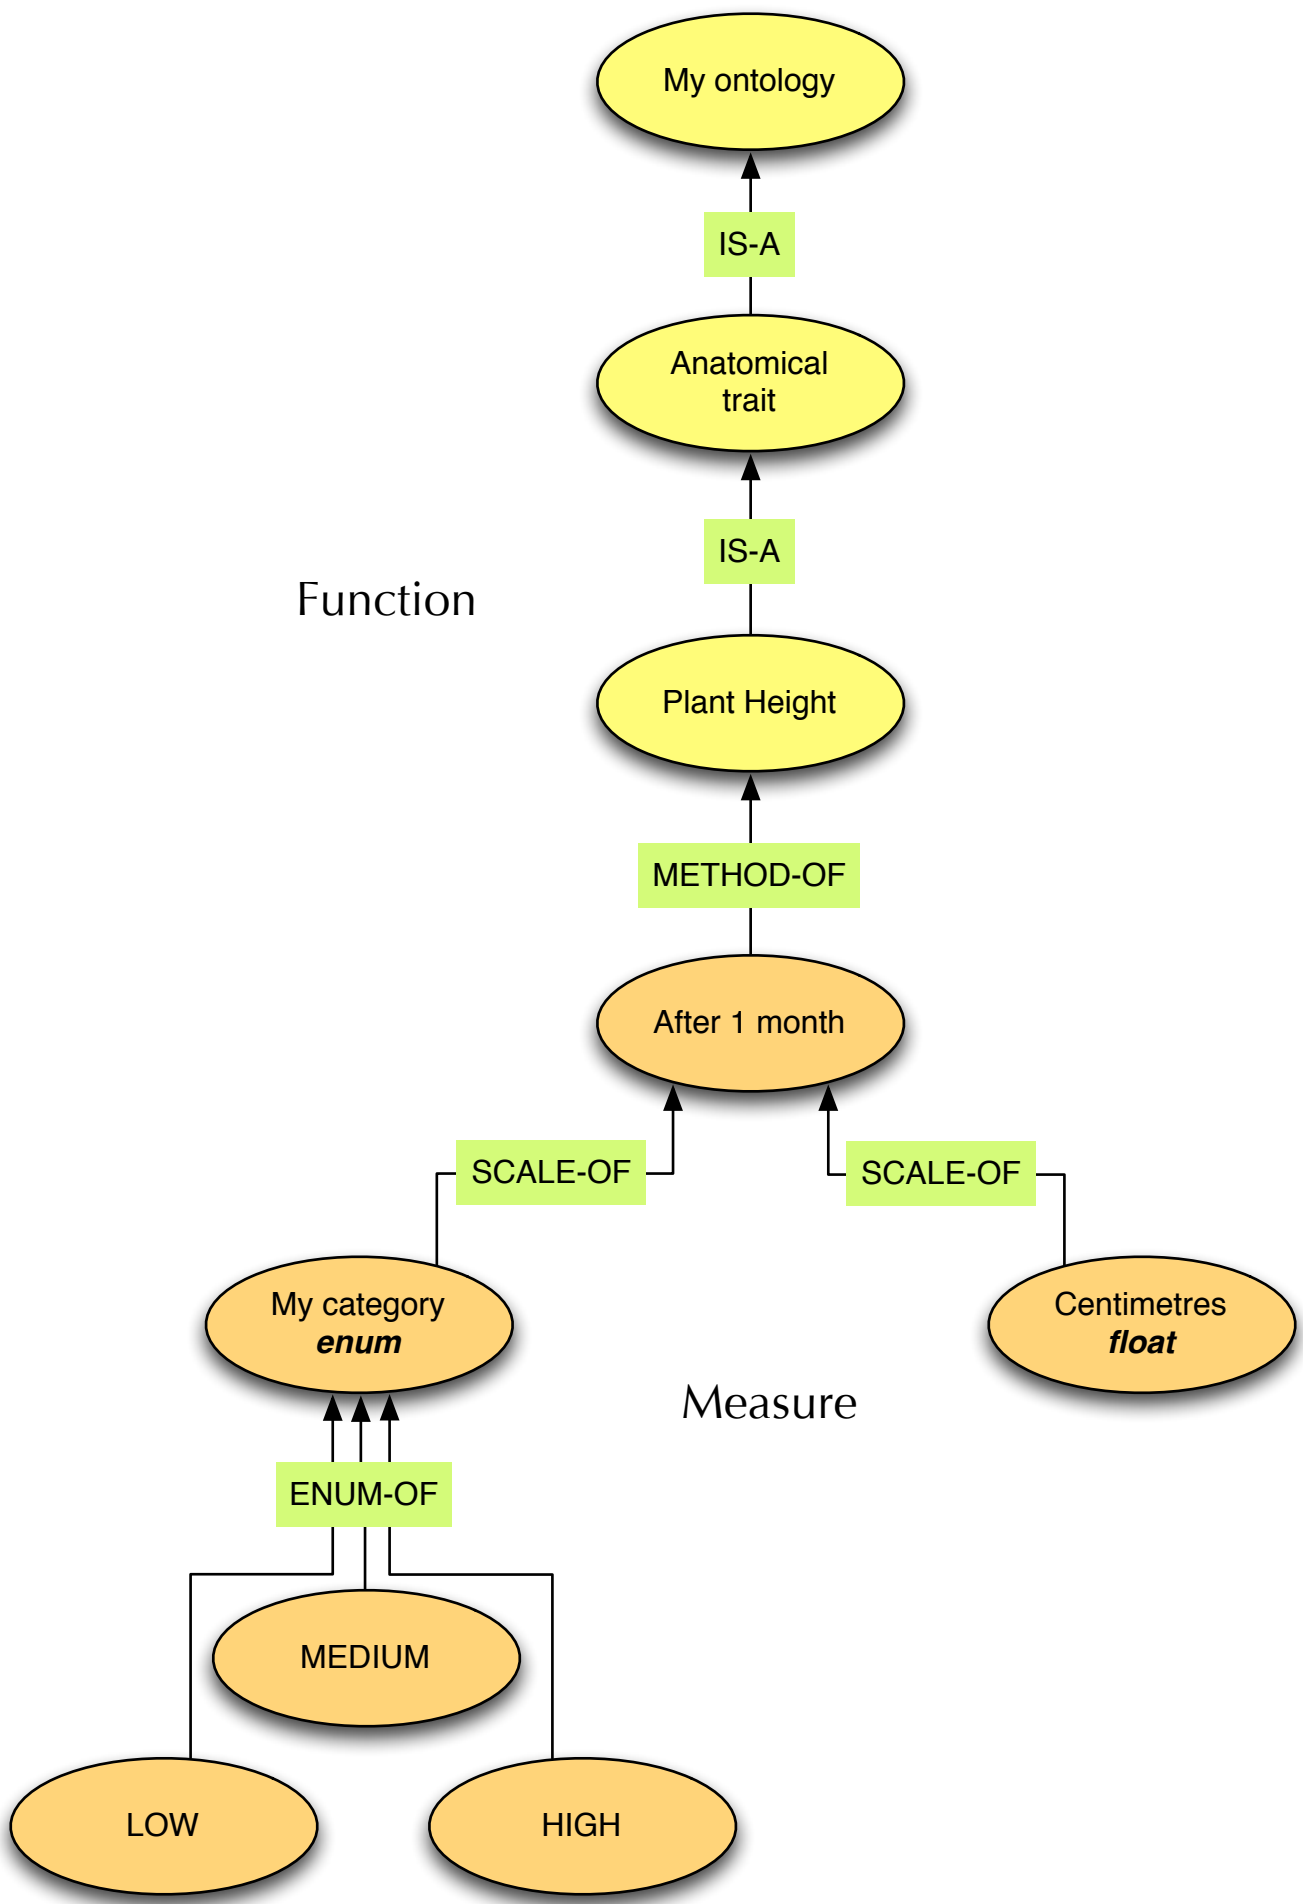 My ontology
IS-A
Anatomical
trait
IS-A
Function
Plant Height
METHOD-OF
After 1 month
SCALE-OF
SCALE-OF
My category
enum
Centimetres
float
Measure
ENUM-OF
MEDIUM
LOW
HIGH